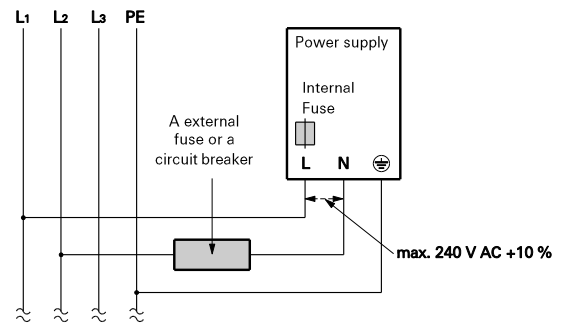 L1 L2 L3 PE
Power supply
Internal
Fuse
A external
fuse or a
circuit breaker
L N
max. 240 V AC +10 %